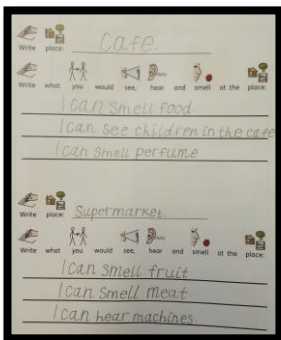 Write place: Cafe.
Write what you would see, hear and smell at the place:
I can smell food
I can see children in the cafe
I can smell perfume
Write place: Supermarket
Write what you would see, hear and smell at the place:
I can smell fruit
I can smell meat
I can hear machines